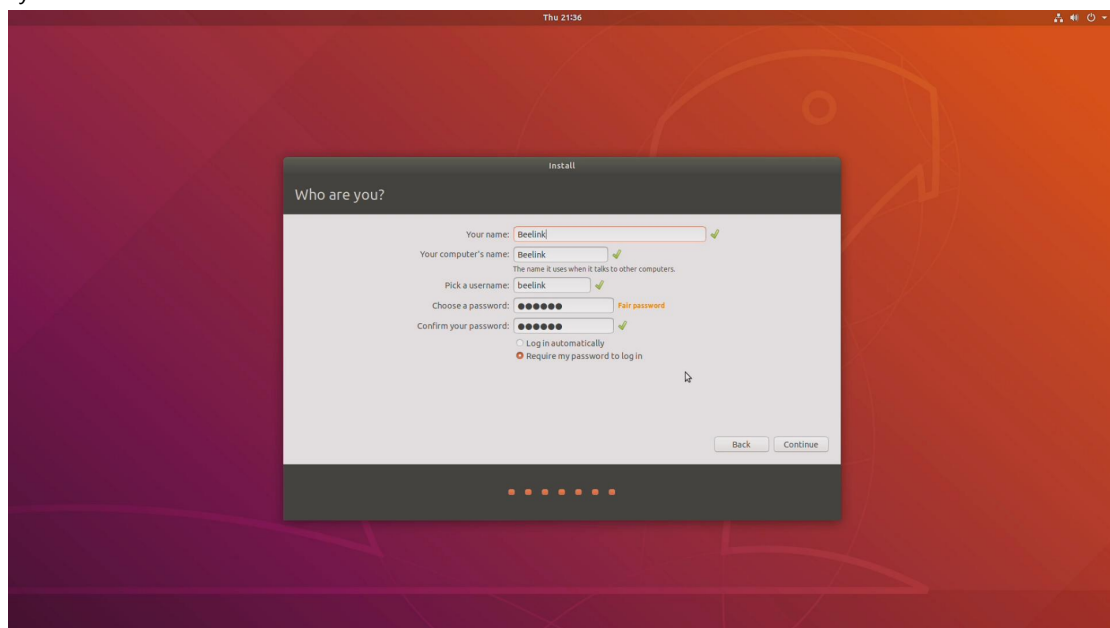 Thu 21:36
Install
Who are you?
Your name: Beelink
Your computer's name: Beelink
The name it uses when it talks to other computers.
Pick a username: beelink
Choose a password: ●●●●●● Fair password
Confirm your password: ●●●●●●
Log in automatically
Require my password to log in
Back Continue